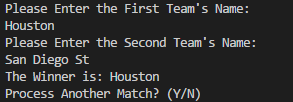 Please Enter the First Team's Name:
Houston
Please Enter the Second Team's Name:
San Diego St
The Winner is: Houston
Process Another Match? (Y/N)